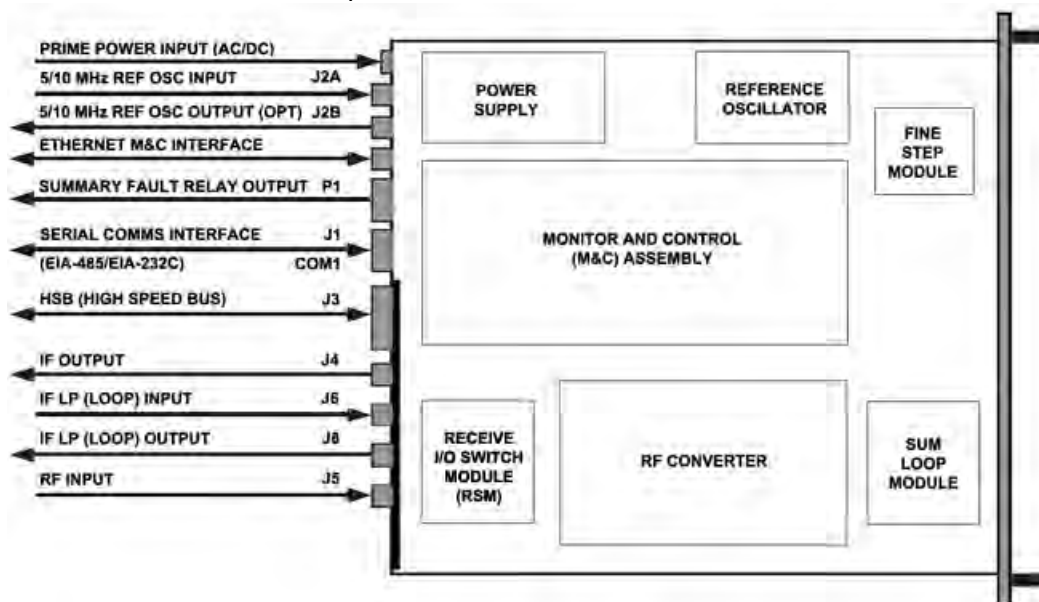 PRIME POWER INPUT (AC/DC)
5/10 MHz REF OSC INPUT J2A
5/10 MHz REF OSC OUTPUT (OPT) J2B
ETHERNET M&C INTERFACE
SUMMARY FAULT RELAY OUTPUT P1
SERIAL COMMS INTERFACE J1
(EIA-485/EIA-232C) COM1
HSB (HIGH SPEED BUS) J3
IF OUTPUT J4
IF LP (LOOP) INPUT J6
IF LP (LOOP) OUTPUT J8
RF INPUT J5
POWER
SUPPLY
REFERENCE
OSCILLATOR
FINE
STEP
MODULE
MONITOR AND CONTROL
(M&C) ASSEMBLY
RECEIVE
I/O SWITCH
MODULE
(RSM)
RF CONVERTER
SUM
LOOP
MODULE